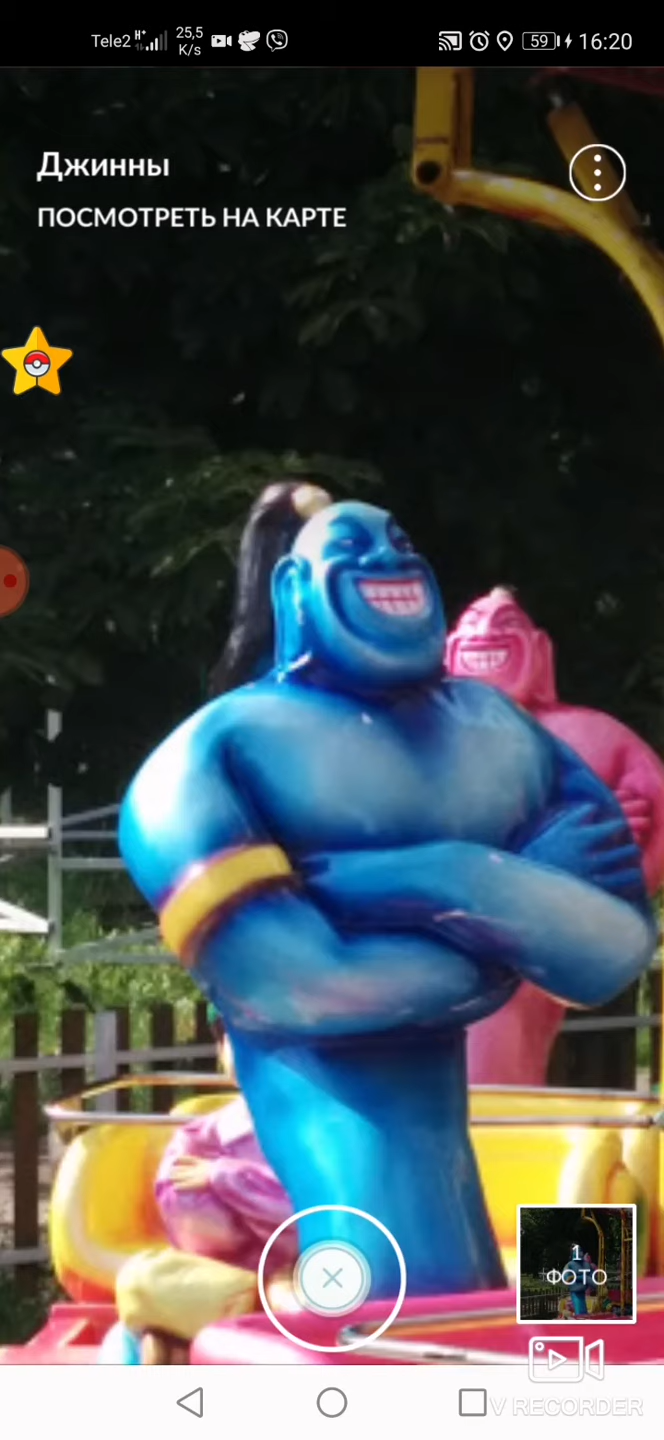 Tele2 H+ 25,5 K/s 59 16:20
Джинны
ПОСМОТРЕТЬ НА КАРТЕ
1
ФОТО
V RECORDER